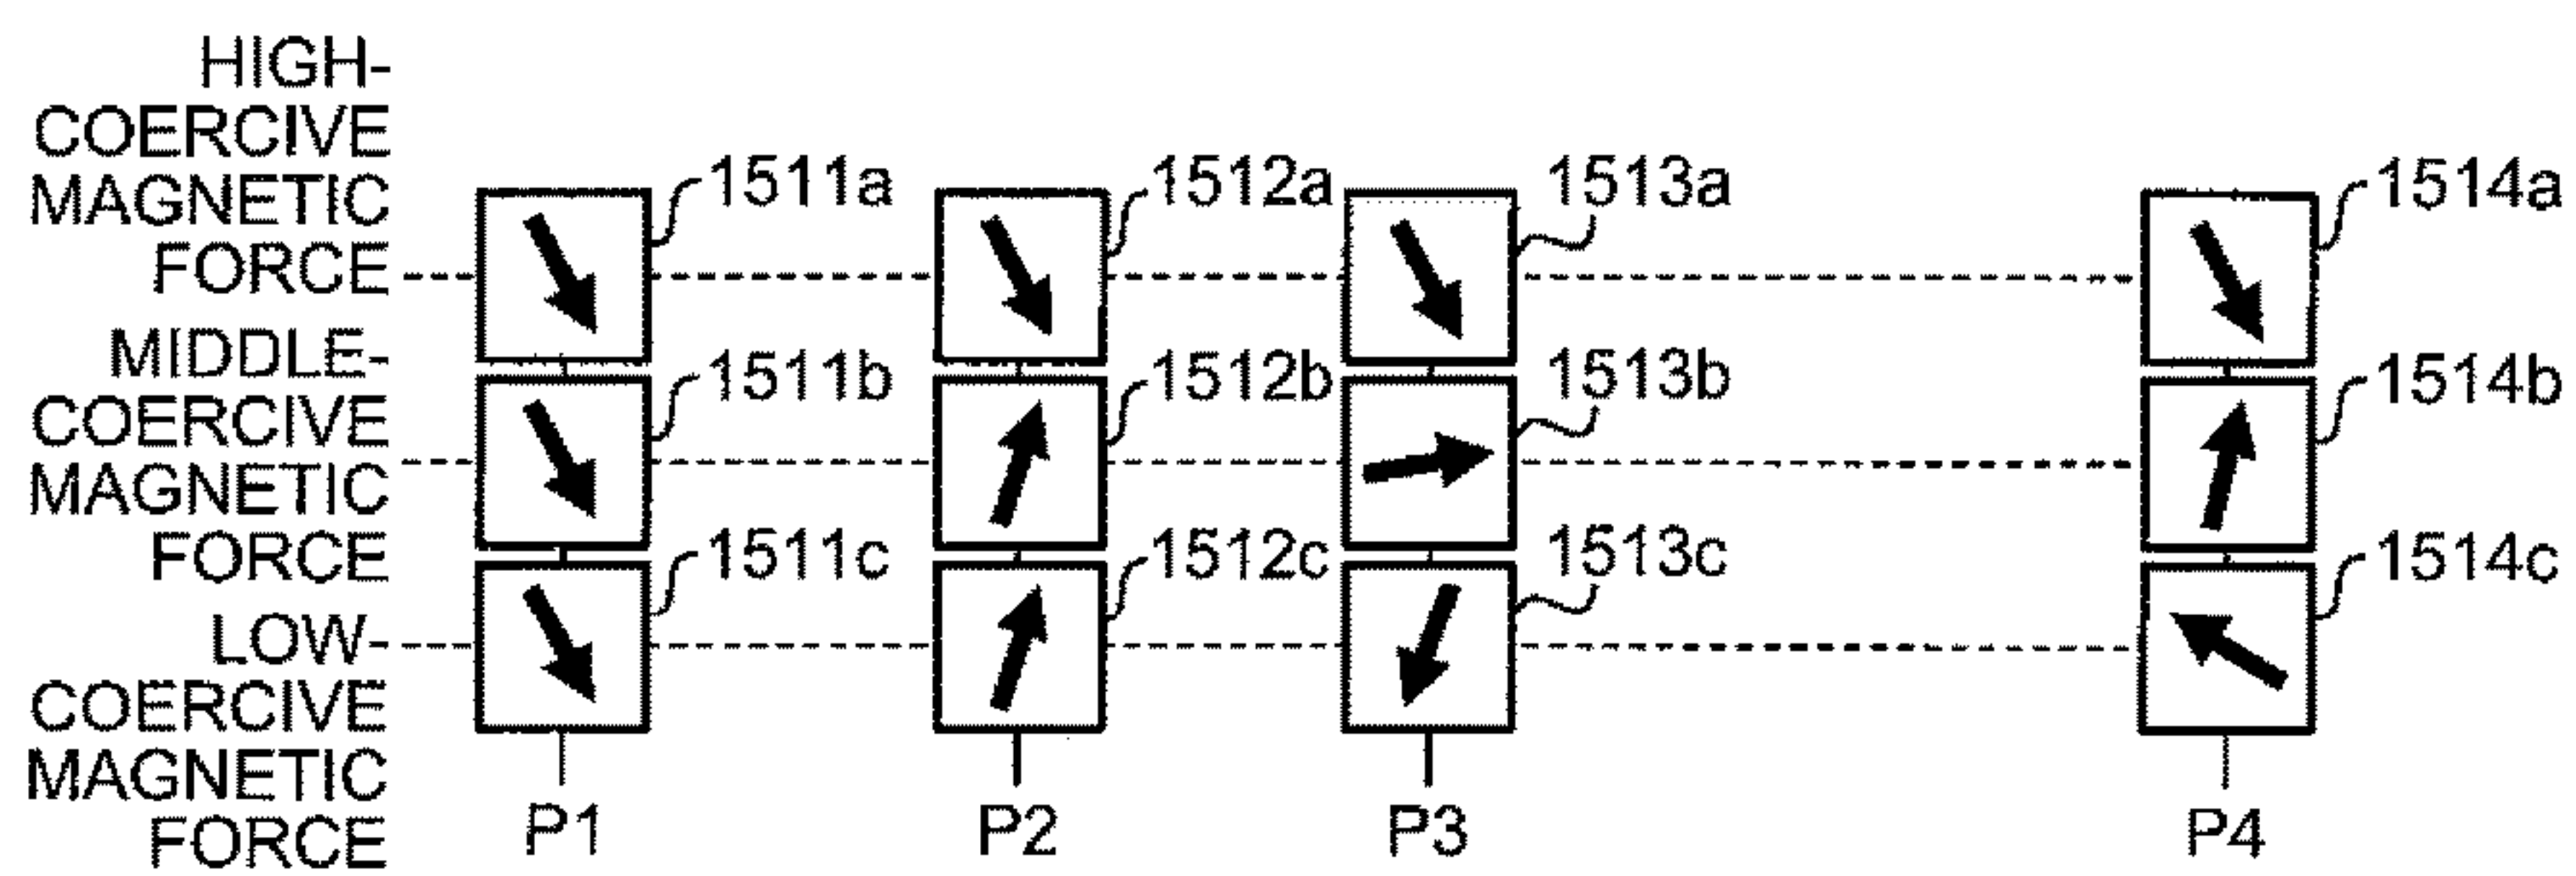 HIGH-
COERCIVE
MAGNETIC
FORCE
MIDDLE-
COERCIVE
MAGNETIC
FORCE
LOW-
COERCIVE
MAGNETIC
FORCE
1511a
1512a
1513a
1514a
1511b
1512b
1513b
1514b
1511c
1512c
1513c
1514c
P1
P2
P3
P4